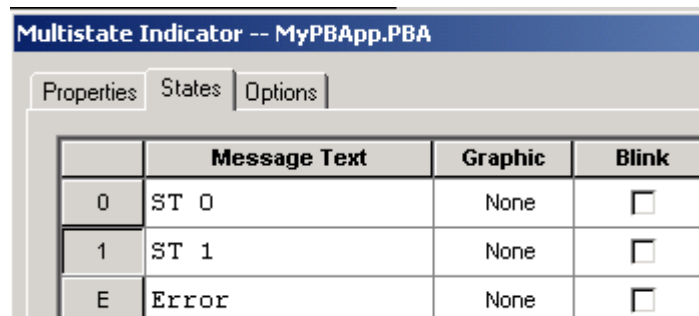 Multistate Indicator -- MyPBApp.PBA
Properties States Options
Message Text Graphic Blink
0 ST 0 None
1 ST 1 None
E Error None